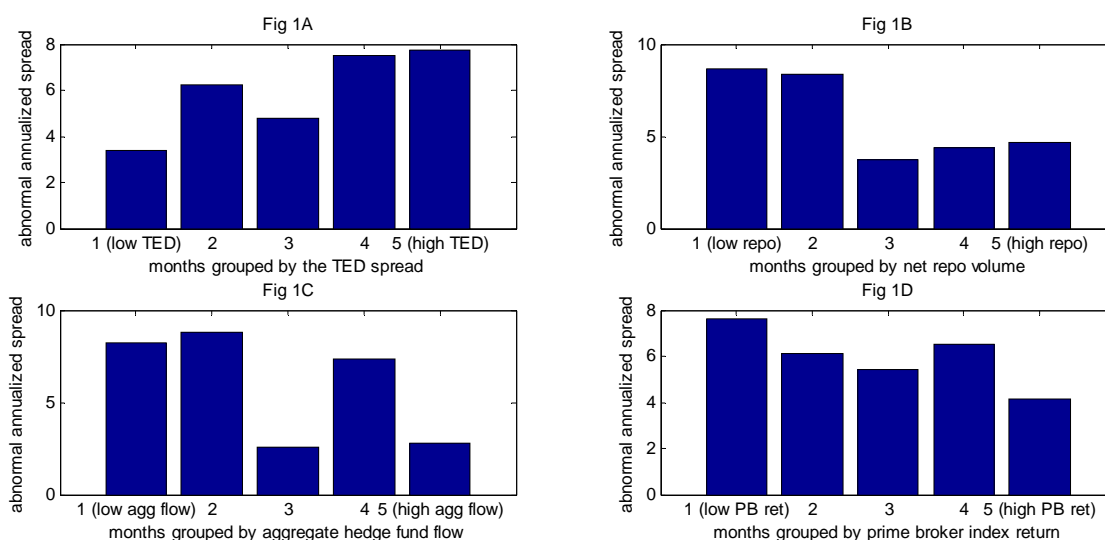 Fig 1A
8
6
4
2
0
abnormal annualized spread
1 (low TED) 2 3 4 5 (high TED)
months grouped by the TED spread
Fig 1B
10
5
0
abnormal annualized spread
1 (low repo) 2 3 4 5 (high repo)
months grouped by net repo volume
Fig 1C
10
5
0
abnormal annualized spread
1 (low agg flow) 2 3 4 5 (high agg flow)
months grouped by aggregate hedge fund flow
Fig 1D
8
6
4
2
0
abnormal annualized spread
1 (low PB ret) 2 3 4 5 (high PB ret)
months grouped by prime broker index return